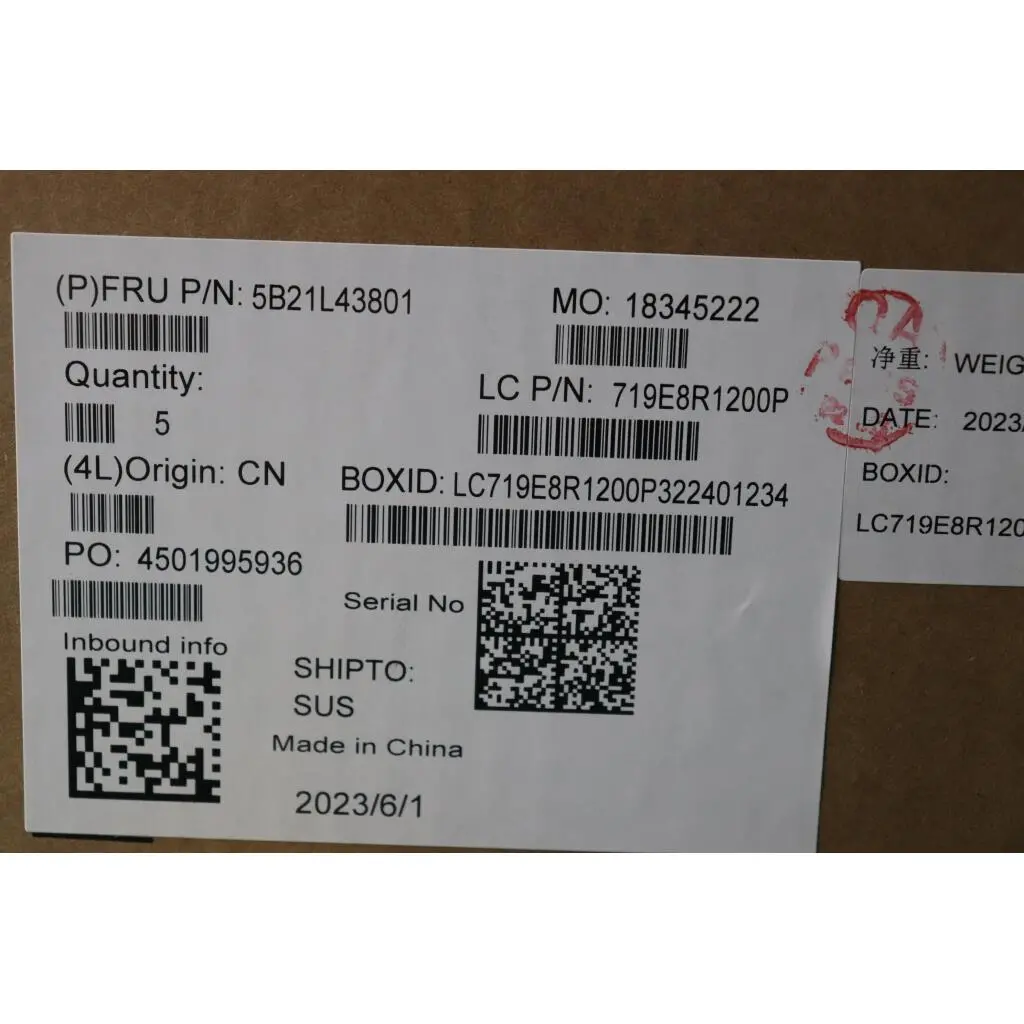 (P)FRU P/N: 5B21L43801
MO: 18345222
Quantity:
5
LC P/N: 719E8R1200P
(4L)Origin: CN
BOXID: LC719E8R1200P322401234
PO: 4501995936
Serial No
Inbound info
SHIPTO:
SUS
Made in China
2023/6/1
净重: WEIG
DATE: 2023/
BOXID:
LC719E8R120